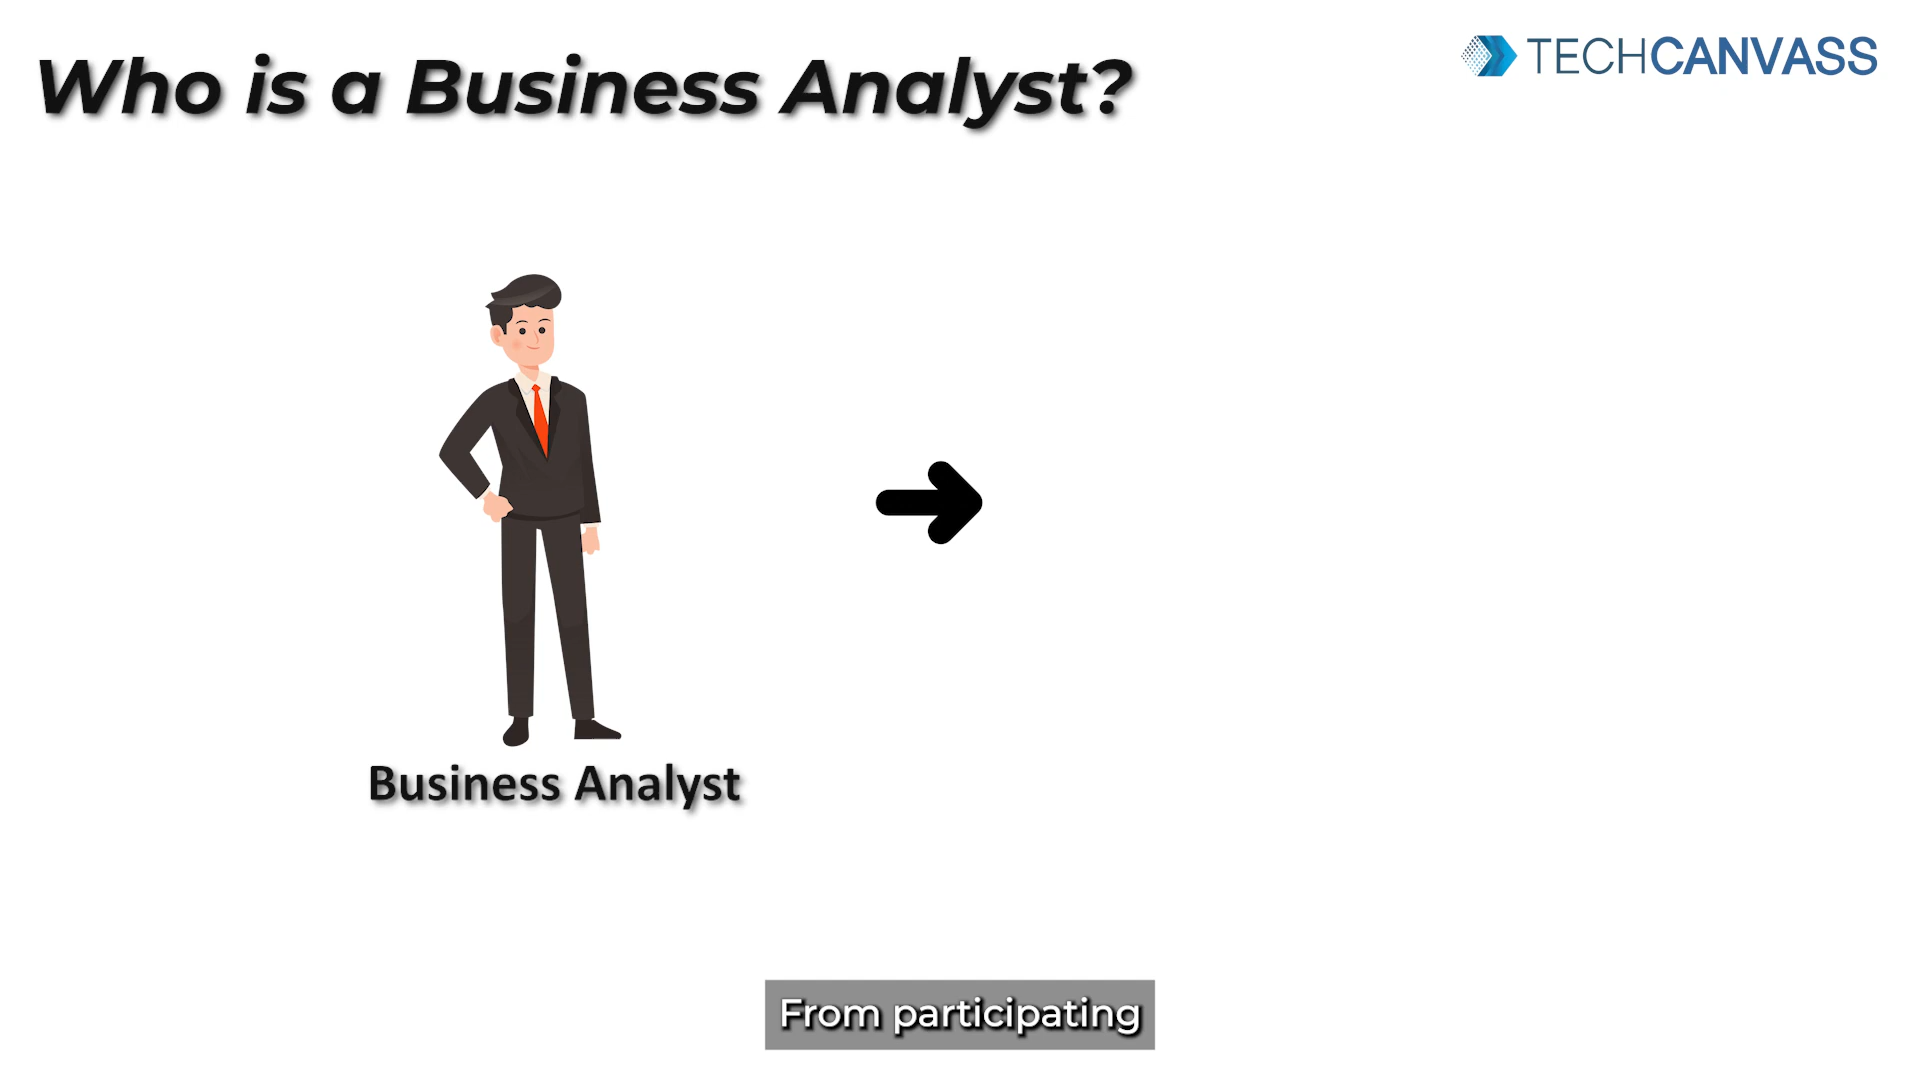 Who is a Business Analyst?
TECHCANVASS
Business Analyst
From participating